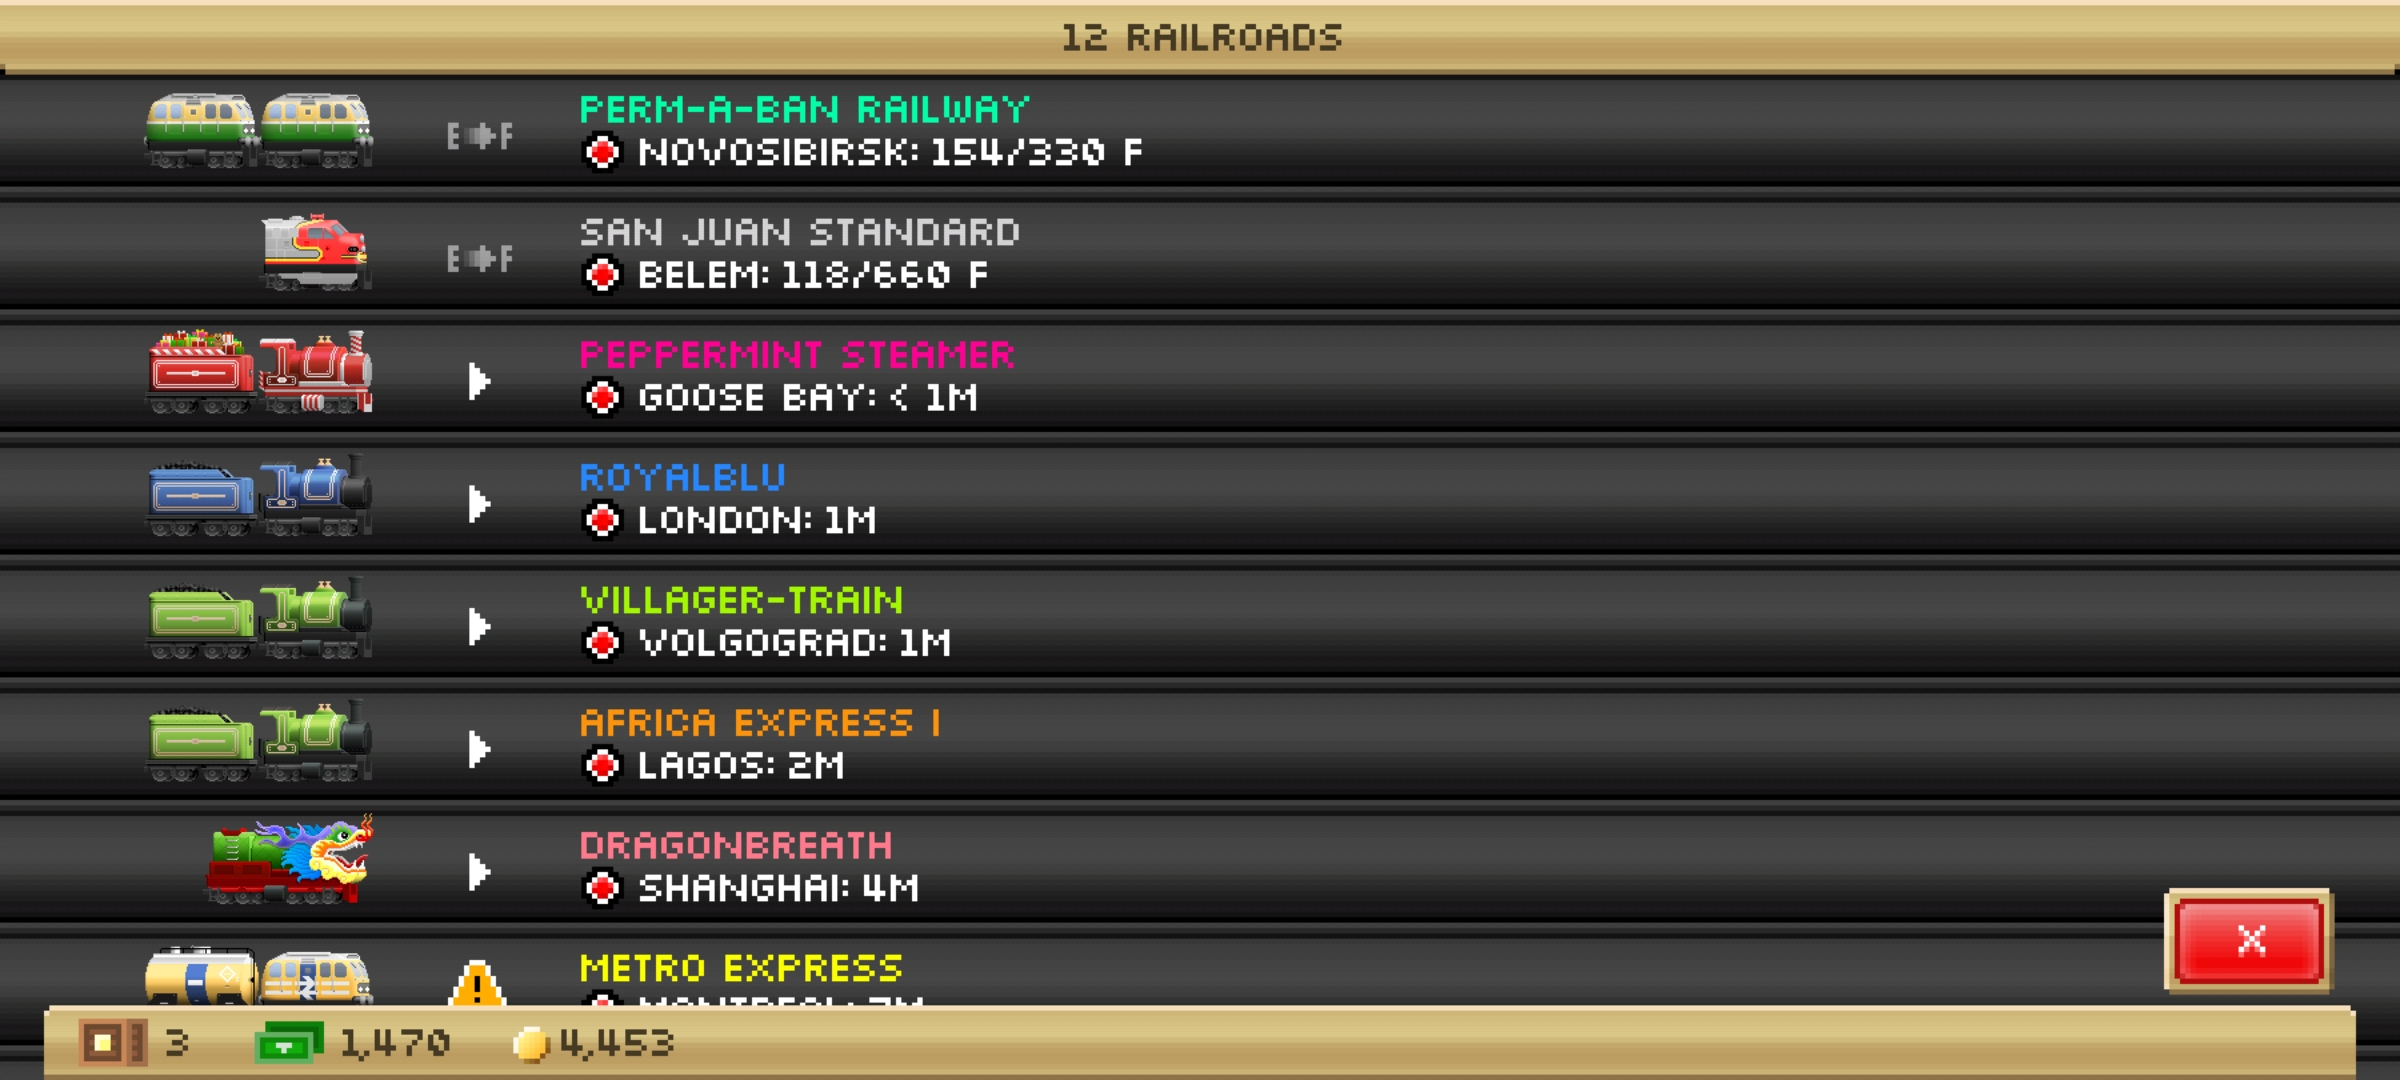 12 RAILROADS
PERM-A-BAN RAILWAY
E F
NOVOSIBIRSK: 154/330 F
SAN JUAN STANDARD
E F
BELEM: 118/660 F
PEPPERMINT STEAMER
GOOSE BAY: < 1M
ROYALBLU
LONDON: 1M
VILLAGER-TRAIN
VOLGOGRAD: 1M
AFRICA EXPRESS I
LAGOS: 2M
DRAGONBREATH
SHANGHAI: 4M
X
METRO EXPRESS
3 1,470 4,453